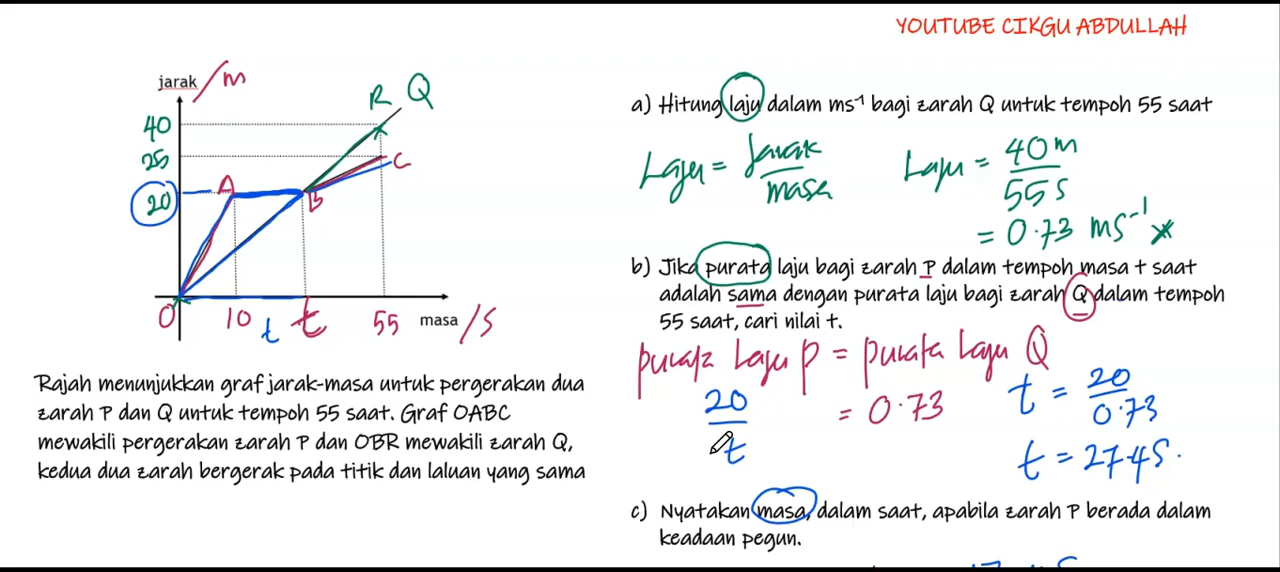 YOUTUBE CIKGU ABDULLAH
jarak /m
R Q
40
25
20
A
B
C
O
10
t
t
55
masa /s
Rajah menunjukkan graf jarak-masa untuk pergerakan dua
zarah P dan Q untuk tempoh 55 saat. Graf OABC
mewakili pergerakan zarah P dan OBR mewakili zarah Q,
kedua dua zarah bergerak pada titik dan laluan yang sama
a) Hitung laju dalam ms⁻¹ bagi zarah Q untuk tempoh 55 saat
Laju = Jarak / masa
Laju = 40 m / 55 s
= 0.73 ms⁻¹
b) Jika purata laju bagi zarah P dalam tempoh masa t saat
adalah sama dengan purata laju bagi zarah Q dalam tempoh
55 saat, cari nilai t.
purata Laju P = purata Laju Q
20 / t = 0.73
t = 20 / 0.73
t = 27.4 s.
c) Nyatakan masa, dalam saat, apabila zarah P berada dalam
keadaan pegun.